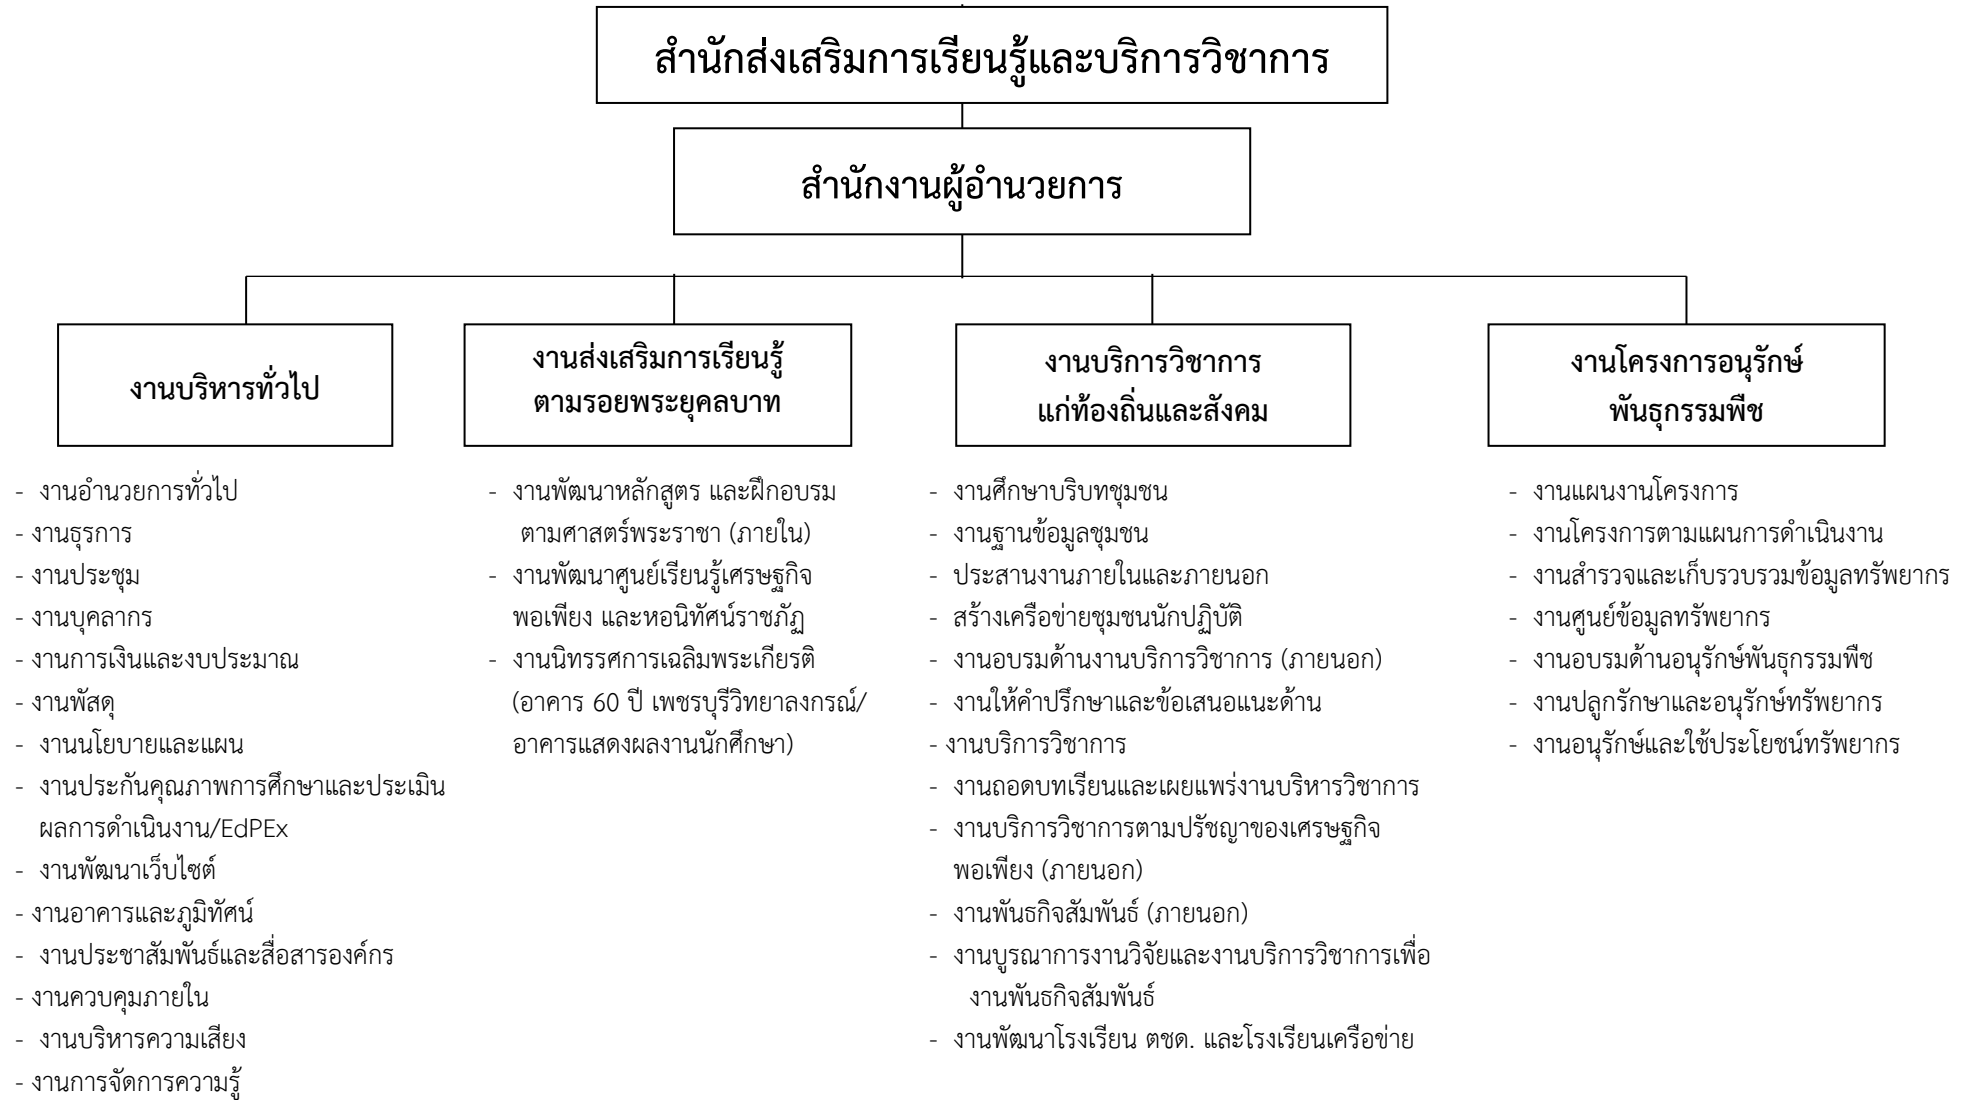 สำนักส่งเสริมการเรียนรู้และบริการวิชาการ
สำนักงานผู้อำนวยการ
งานบริหารทั่วไป
- งานอำนวยการทั่วไป
- งานธุรการ
- งานประชุม
- งานบุคลากร
- งานการเงินและงบประมาณ
- งานพัสดุ
- งานนโยบายและแผน
- งานประกันคุณภาพการศึกษาและประเมิน
ผลการดำเนินงาน/EdPEx
- งานพัฒนาเว็บไซต์
- งานอาคารและภูมิทัศน์
- งานประชาสัมพันธ์และสื่อสารองค์กร
- งานควบคุมภายใน
- งานบริหารความเสี่ยง
- งานการจัดการความรู้
งานส่งเสริมการเรียนรู้
ตามรอยพระยุคลบาท
- งานพัฒนาหลักสูตร และฝึกอบรม
ตามศาสตร์พระราชา (ภายใน)
- งานพัฒนาศูนย์เรียนรู้เศรษฐกิจ
พอเพียง และหอนิทัศน์ราชภัฏ
- งานนิทรรศการเฉลิมพระเกียรติ
(อาคาร 60 ปี เพชรบุรีวิทยาลงกรณ์/
อาคารแสดงผลงานนักศึกษา)
งานบริการวิชาการ
แก่ท้องถิ่นและสังคม
- งานศึกษาบริบทชุมชน
- งานฐานข้อมูลชุมชน
- ประสานงานภายในและภายนอก
- สร้างเครือข่ายชุมชนนักปฏิบัติ
- งานอบรมด้านงานบริการวิชาการ (ภายนอก)
- งานให้คำปรึกษาและข้อเสนอแนะด้าน
- งานบริการวิชาการ
- งานถอดบทเรียนและเผยแพร่งานบริหารวิชาการ
- งานบริการวิชาการตามปรัชญาของเศรษฐกิจ
พอเพียง (ภายนอก)
- งานพันธกิจสัมพันธ์ (ภายนอก)
- งานบูรณาการงานวิจัยและงานบริการวิชาการเพื่อ
งานพันธกิจสัมพันธ์
- งานพัฒนาโรงเรียน ตชด. และโรงเรียนเครือข่าย
งานโครงการอนุรักษ์
พันธุกรรมพืช
- งานแผนงานโครงการ
- งานโครงการตามแผนการดำเนินงาน
- งานสำรวจและเก็บรวบรวมข้อมูลทรัพยากร
- งานศูนย์ข้อมูลทรัพยากร
- งานอบรมด้านอนุรักษ์พันธุกรรมพืช
- งานปลูกรักษาและอนุรักษ์ทรัพยากร
- งานอนุรักษ์และใช้ประโยชน์ทรัพยากร